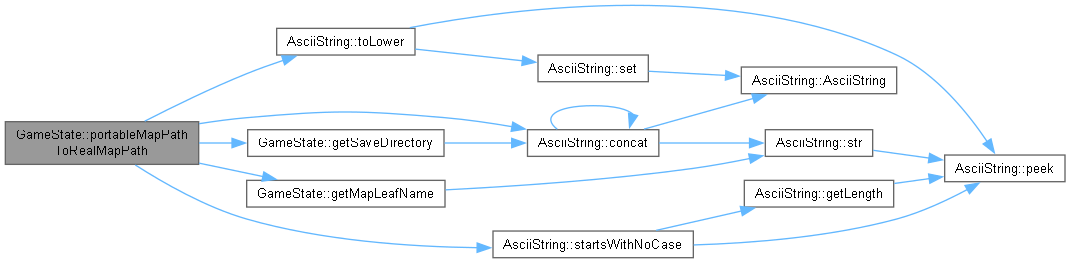 AsciiString::toLower
AsciiString::set
AsciiString::AsciiString
GameState::portableMapPath
ToRealMapPath
GameState::getSaveDirectory
AsciiString::concat
AsciiString::str
AsciiString::peek
GameState::getMapLeafName
AsciiString::getLength
AsciiString::startsWithNoCase